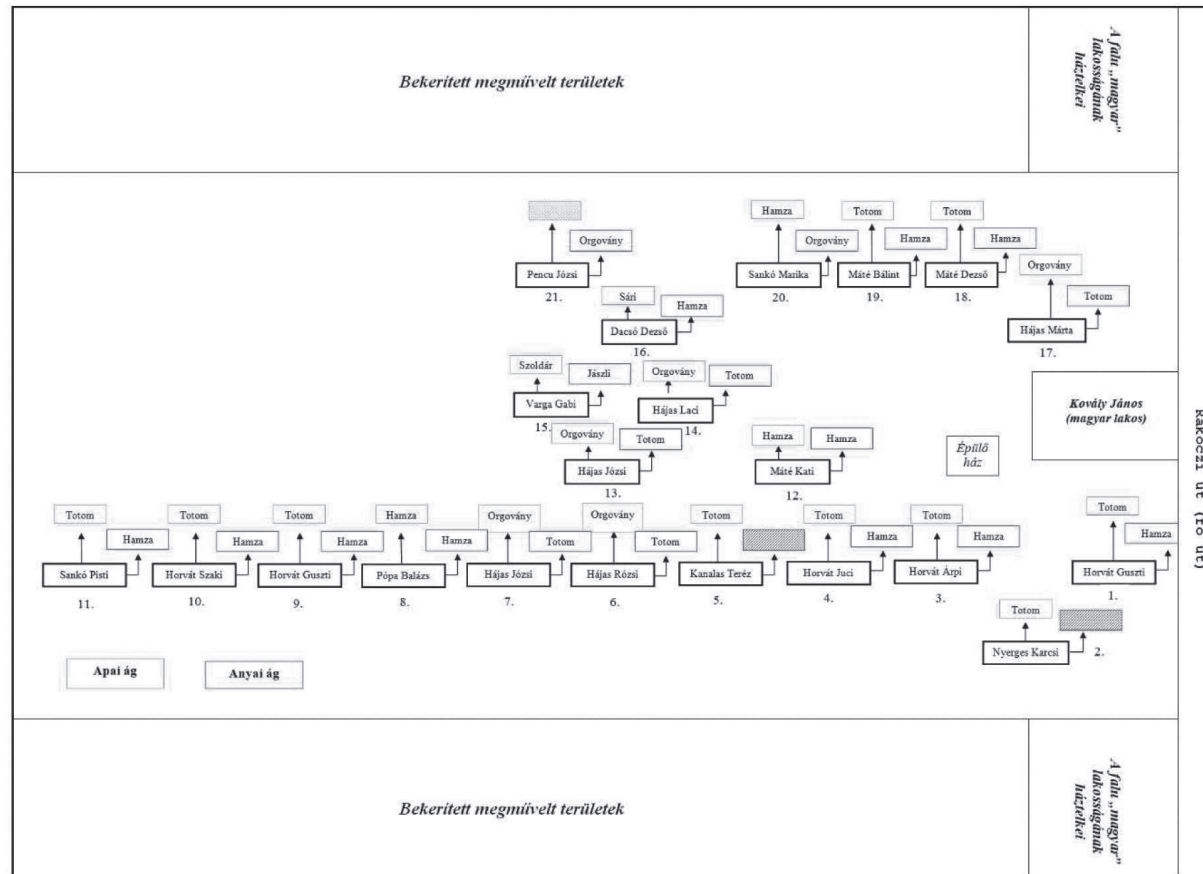 Bekerített megművelt területek
A falu „magyar”
lakosságának
háztelkei
Orgovány
Pencu Józsi
21.
Hamza
Orgovány
Sankó Marika
20.
Totom
Hamza
Máté Bálint
19.
Totom
Hamza
Máté Dezső
18.
Orgovány
Totom
Hájas Márta
17.
Sári
Hamza
Dacsó Dezső
16.
Szoldár
Jászli
Varga Gabi
15.
Orgovány
Totom
Hájas Laci
14.
Kovály János
(magyar lakos)
Rákóczi út (fő út)
Orgovány
Totom
Hájas Józsi
13.
Hamza
Hamza
Máté Kati
12.
Épülő
ház
Totom
Hamza
Sankó Pisti
11.
Totom
Hamza
Horvát Szaki
10.
Totom
Hamza
Horvát Guszti
9.
Hamza
Hamza
Pópa Balázs
8.
Orgovány
Totom
Hájas Józsi
7.
Orgovány
Totom
Hájas Rózsi
6.
Totom
Kanalas Teréz
5.
Totom
Hamza
Horvát Juci
4.
Totom
Hamza
Horvát Árpi
3.
Totom
Hamza
Horvát Guszti
1.
Totom
Nyerges Karcsi
2.
Apai ág
Anyai ág
Bekerített megművelt területek
A falu „magyar”
lakosságának
háztelkei